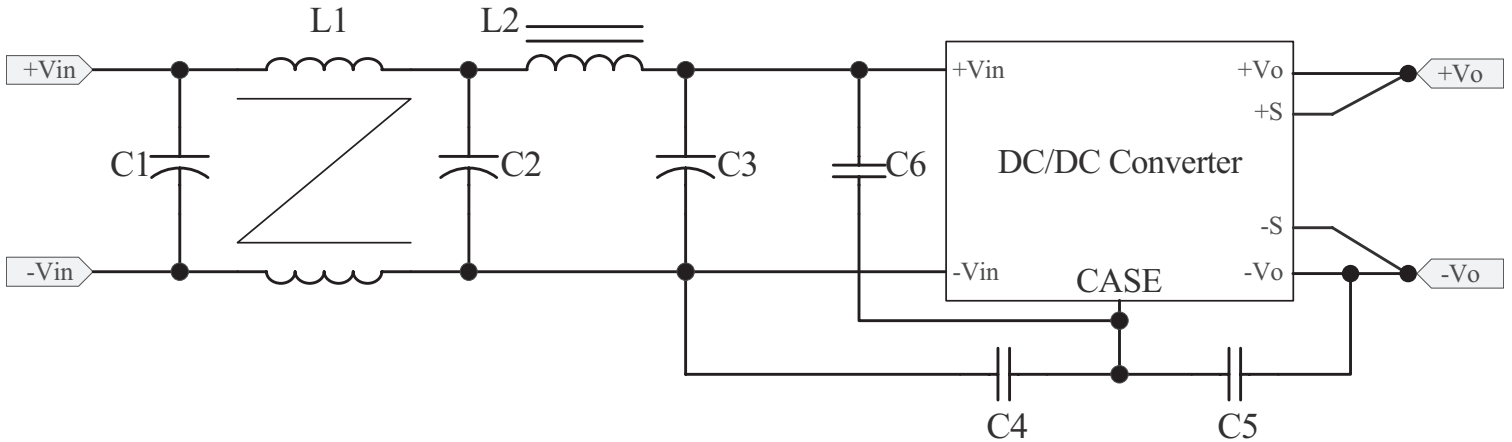 L1
L2
+Vin
+Vin
+Vo
+Vo
+S
C1
C2
C3
C6
DC/DC Converter
-S
-Vin
-Vin
-Vo
-Vo
CASE
C4
C5